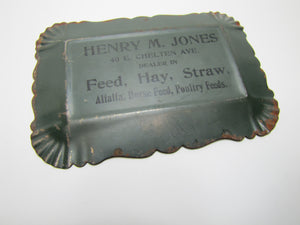 HENRY M. JONES
40 E. CHELTEN AVE.
DEALER IN
Feed, Hay, Straw.
Alfalfa, Horse Feed, Poultry Feeds.